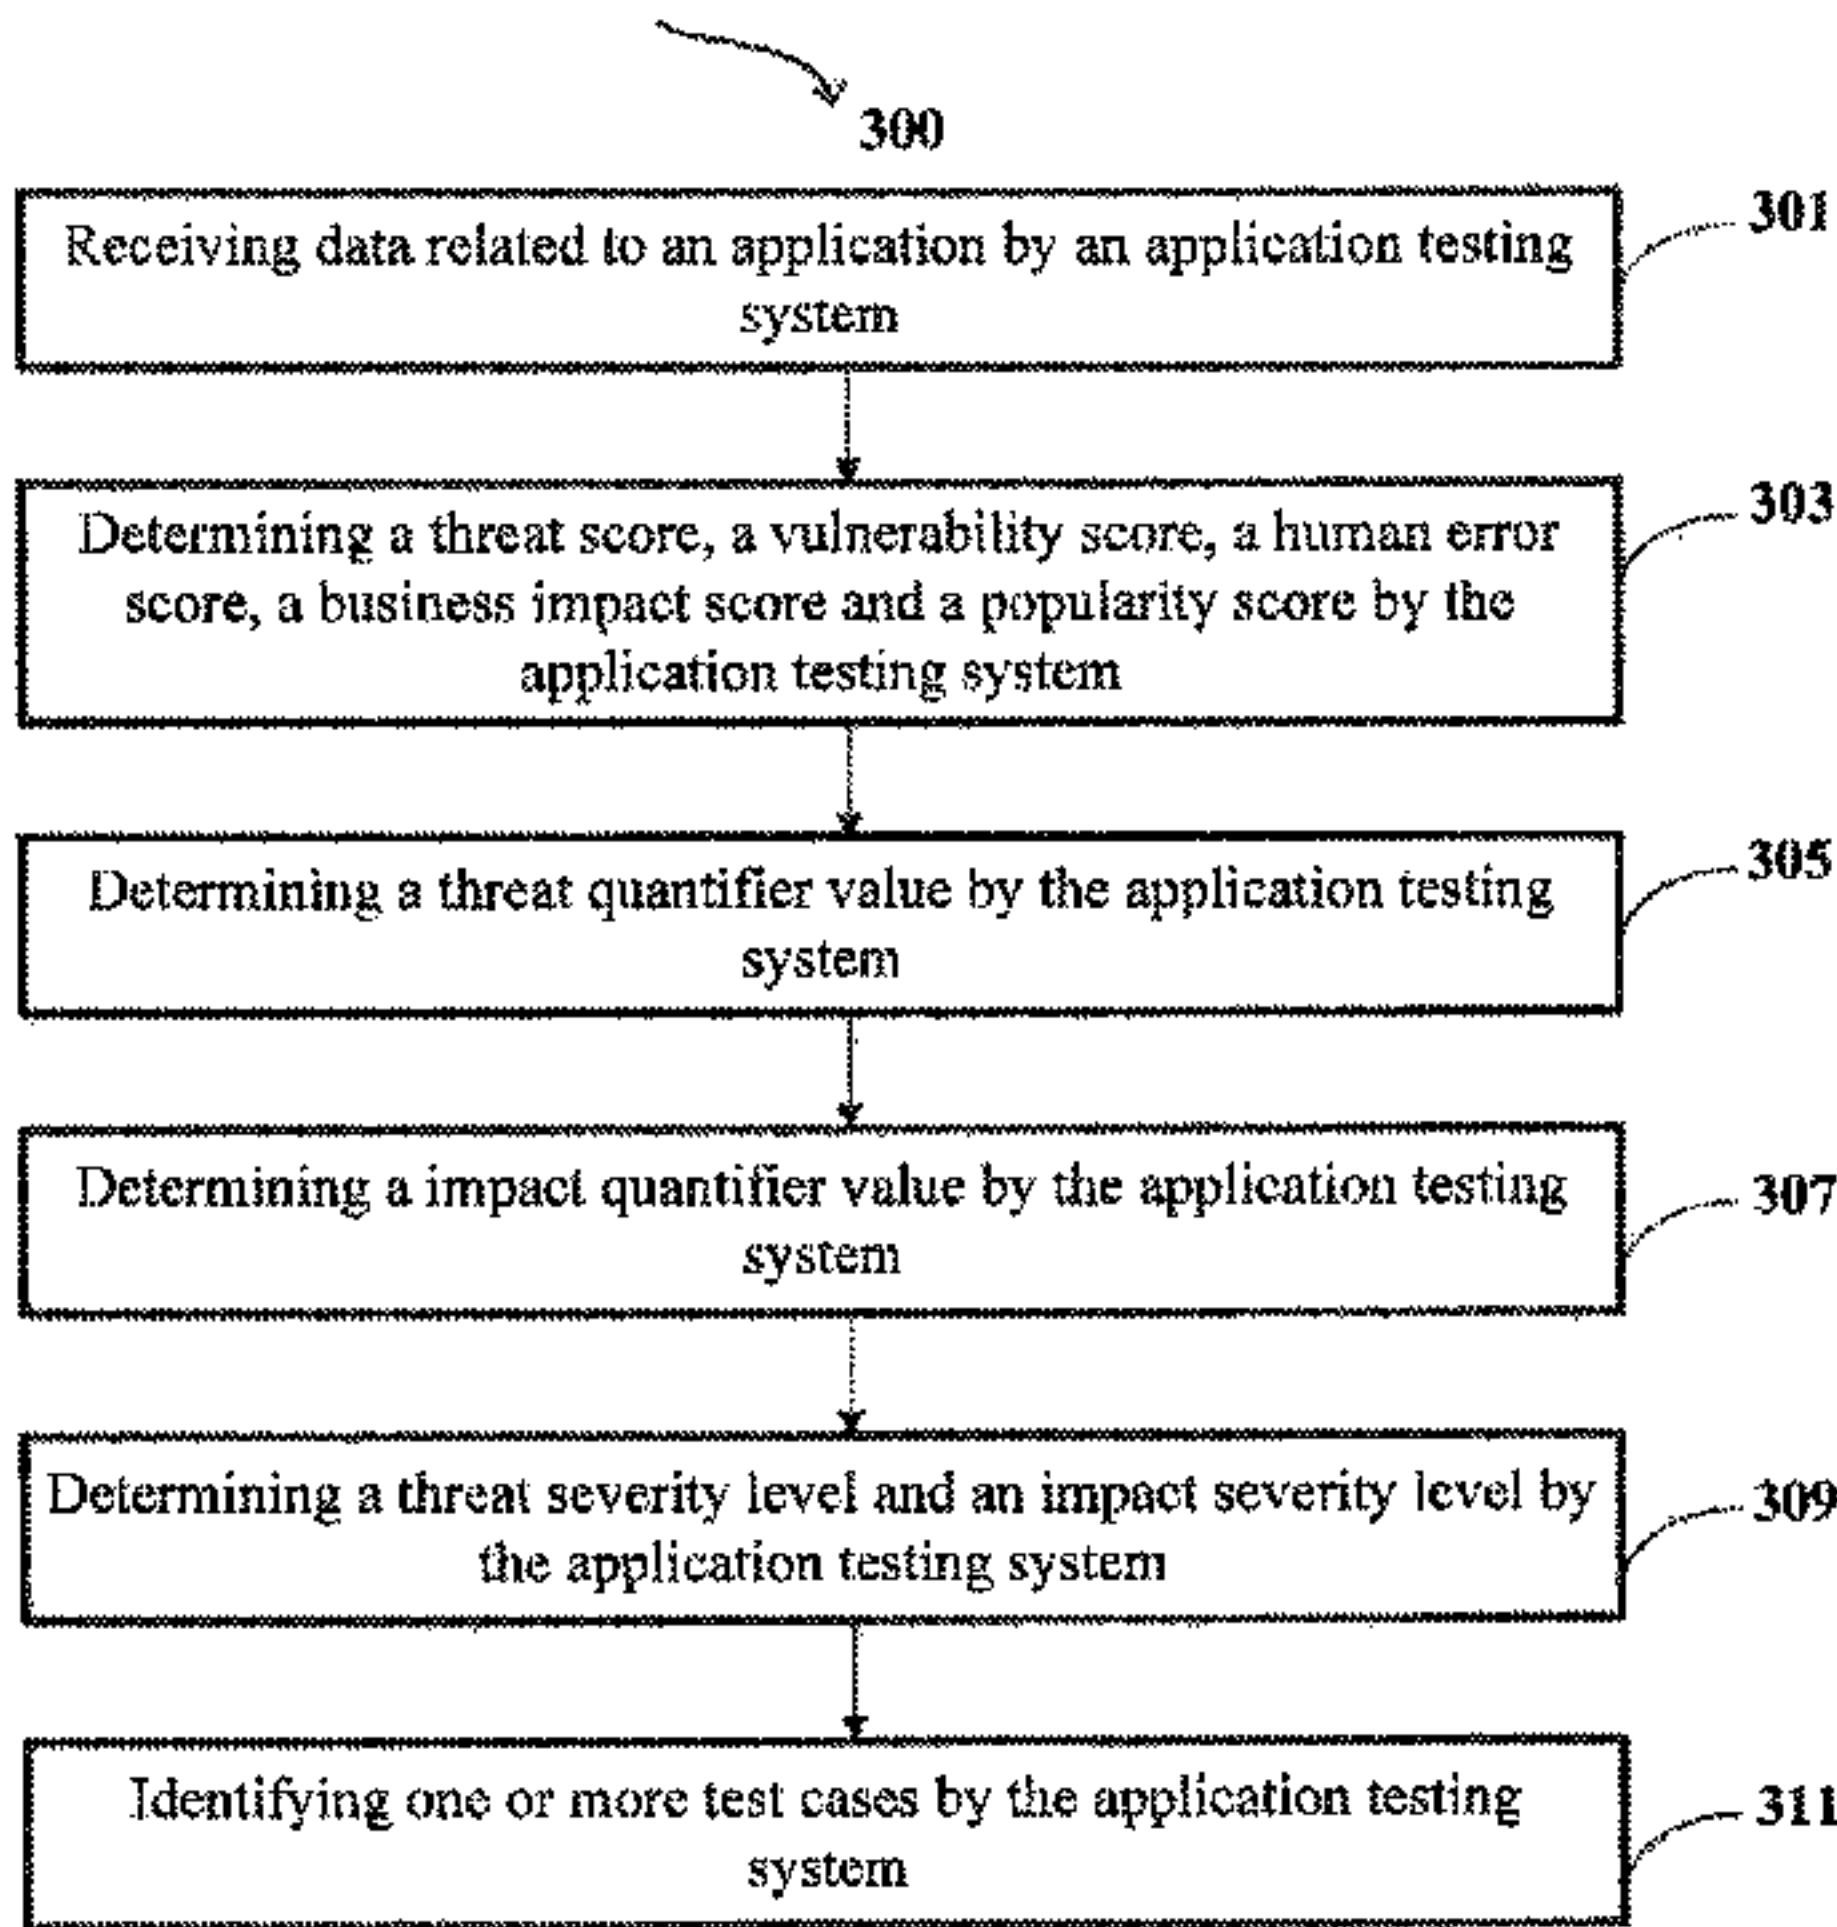 300
Receiving data related to an application by an application testing
system
301
Determining a threat score, a vulnerability score, a human error
score, a business impact score and a popularity score by the
application testing system
303
Determining a threat quantifier value by the application testing
system
305
Determining a impact quantifier value by the application testing
system
307
Determining a threat severity level and an impact severity level by
the application testing system
309
Identifying one or more test cases by the application testing
system
311